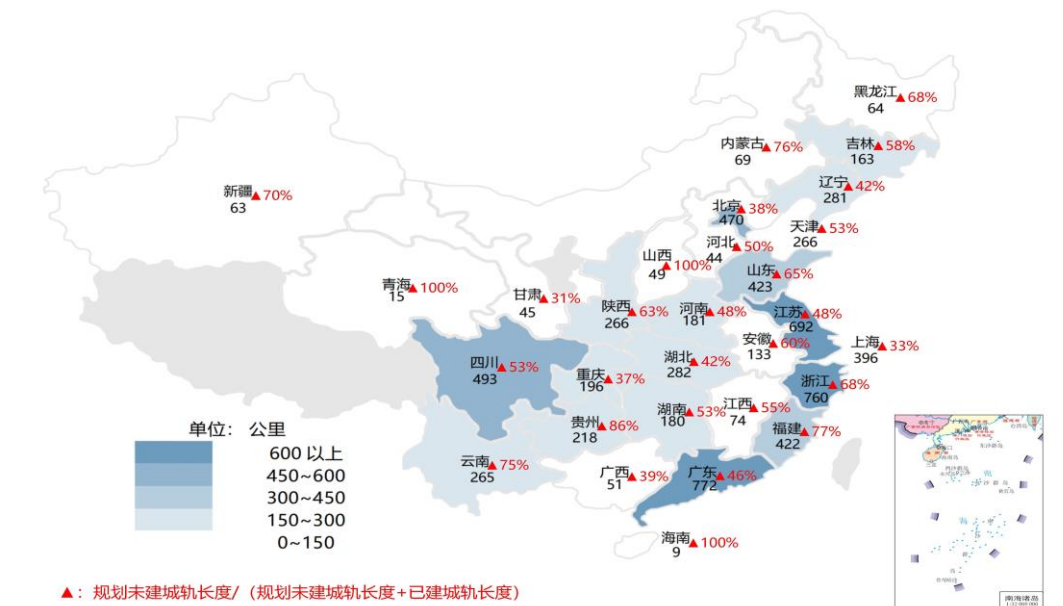 黑龙江 ▲68%
64
内蒙古 ▲76%
69
吉林 ▲58%
163
新疆 ▲70%
63
辽宁 ▲42%
281
北京 ▲38%
470
天津 ▲53%
266
河北 ▲50%
44
山西 ▲100%
49
山东 ▲65%
423
青海 ▲100%
15
甘肃 ▲31%
45
陕西 ▲63%
266
河南 ▲48%
181
江苏 ▲48%
692
安徽 ▲60%
133
上海 ▲33%
396
四川 ▲53%
493
重庆 ▲37%
196
湖北 ▲42%
282
浙江 ▲68%
760
贵州 ▲86%
218
湖南 ▲53%
180
江西 ▲55%
74
福建 ▲77%
422
云南 ▲75%
265
广西 ▲39%
51
广东 ▲46%
772
海南 ▲100%
9
单位： 公里
600以上
450~600
300~450
150~300
0~150
南海诸岛
▲：规划未建城轨长度/（规划未建城轨长度+已建城轨长度）